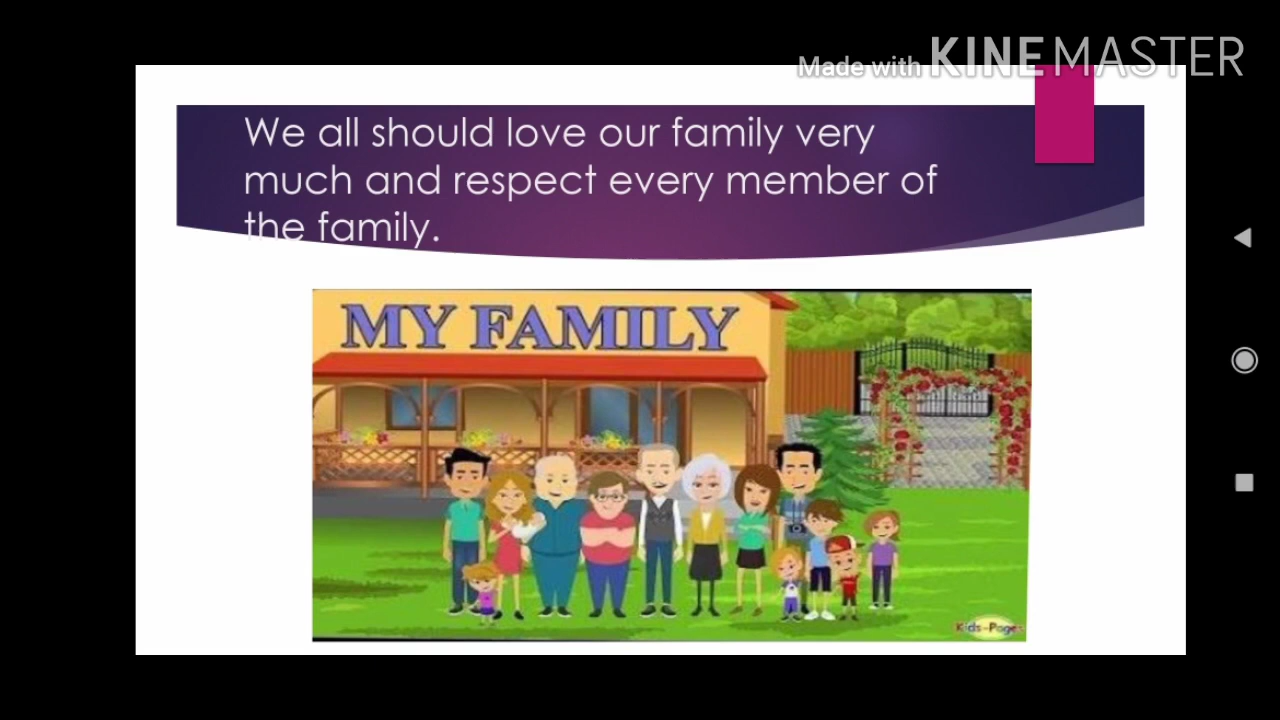 Made with KINEMASTER
We all should love our family very
much and respect every member of
the family.
MY FAMILY
Kids-Pages